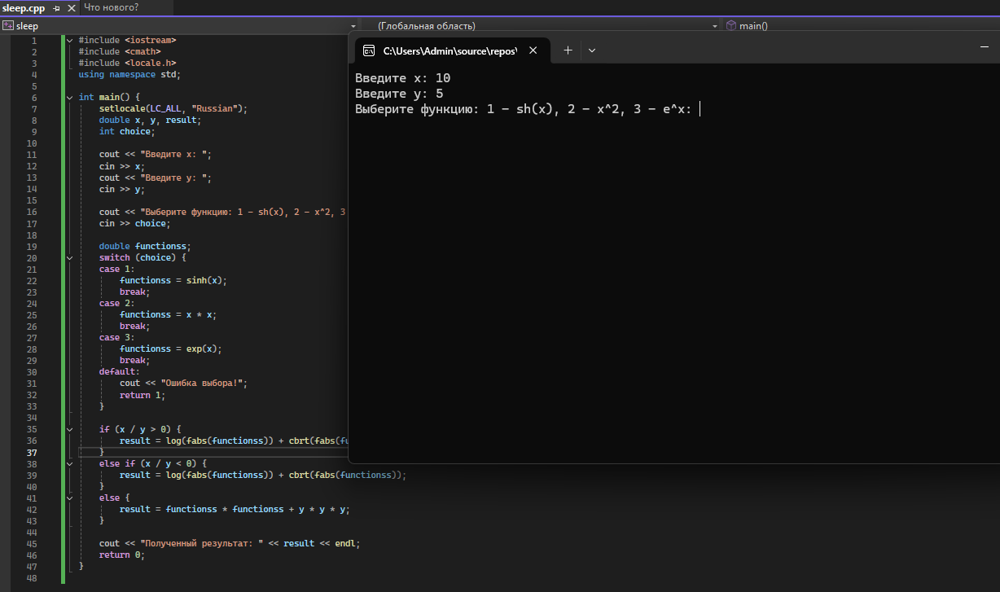 sleep.cpp
Что нового?
sleep
(Глобальная область)
main()
1 #include <iostream>
2 #include <cmath>
3 #include <locale.h>
4 using namespace std;
5
6 int main() {
7 setlocale(LC_ALL, "Russian");
8 double x, y, result;
9 int choice;
10
11 cout << "Введите x: ";
12 cin >> x;
13 cout << "Введите y: ";
14 cin >> y;
15
16 cout << "Выберите функцию: 1 - sh(x), 2 - x^2, 3
17 cin >> choice;
18
19 double functionss;
20 switch (choice) {
21 case 1:
22 functionss = sinh(x);
23 break;
24 case 2:
25 functionss = x * x;
26 break;
27 case 3:
28 functionss = exp(x);
29 break;
30 default:
31 cout << "Ошибка выбора!";
32 return 1;
33 }
34
35 if (x / y > 0) {
36 result = log(fabs(functionss)) + cbrt(fabs(fu
37 }
38 else if (x / y < 0) {
39 result = log(fabs(functionss)) + cbrt(fabs(functionss));
40 }
41 else {
42 result = functionss * functionss + y * y * y;
43 }
44
45 cout << "Полученный результат: " << result << endl;
46 return 0;
47 }
48
C:\Users\Admin\source\repos\
Введите x: 10
Введите y: 5
Выберите функцию: 1 - sh(x), 2 - x^2, 3 - e^x: